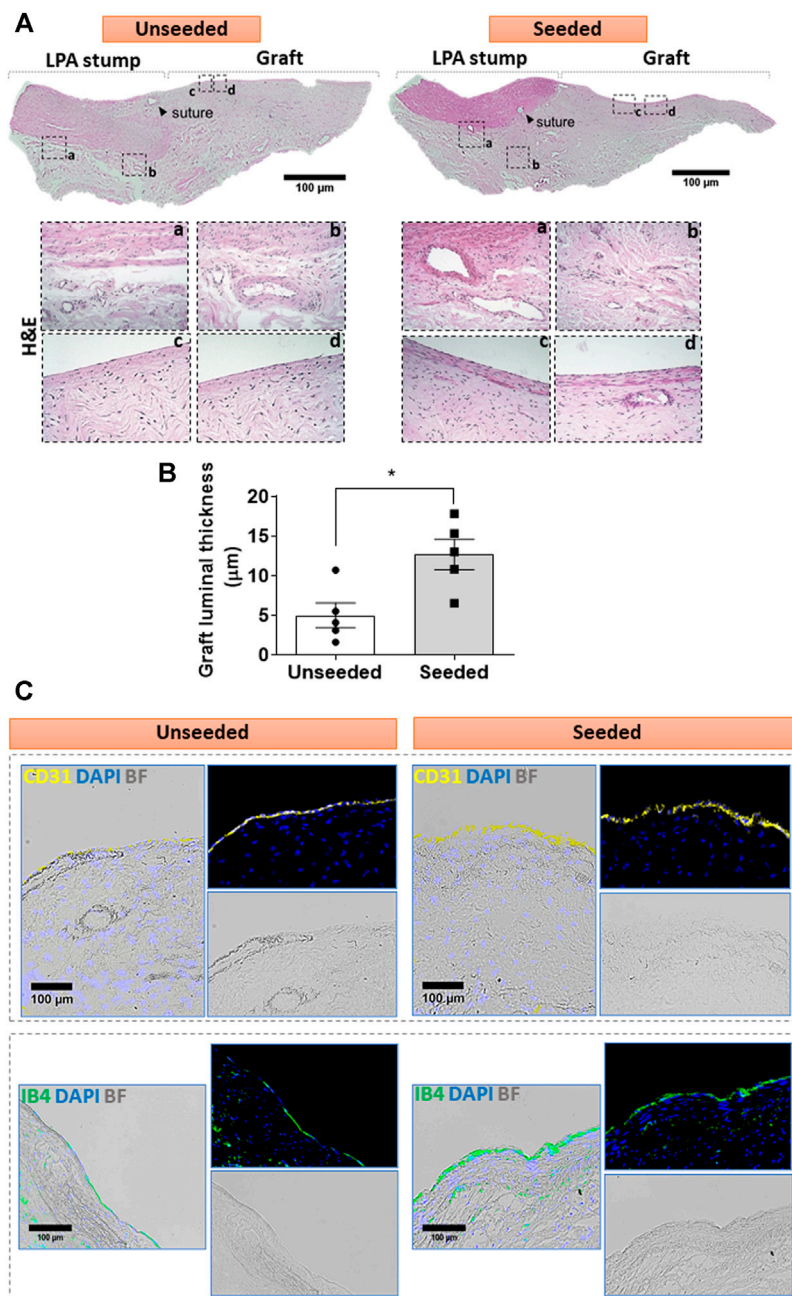 A
Unseeded
Seeded
LPA stump
Graft
LPA stump
Graft
c
d
suture
a
b
100 µm
c
d
suture
a
b
100 µm
H&E
a
b
c
d
a
b
c
d
B
*
Graft luminal thickness
(µm)
20
15
10
5
0
Unseeded
Seeded
C
Unseeded
Seeded
CD31 DAPI BF
100 µm
CD31 DAPI BF
100 µm
IB4 DAPI BF
100 µm
IB4 DAPI BF
100 µm